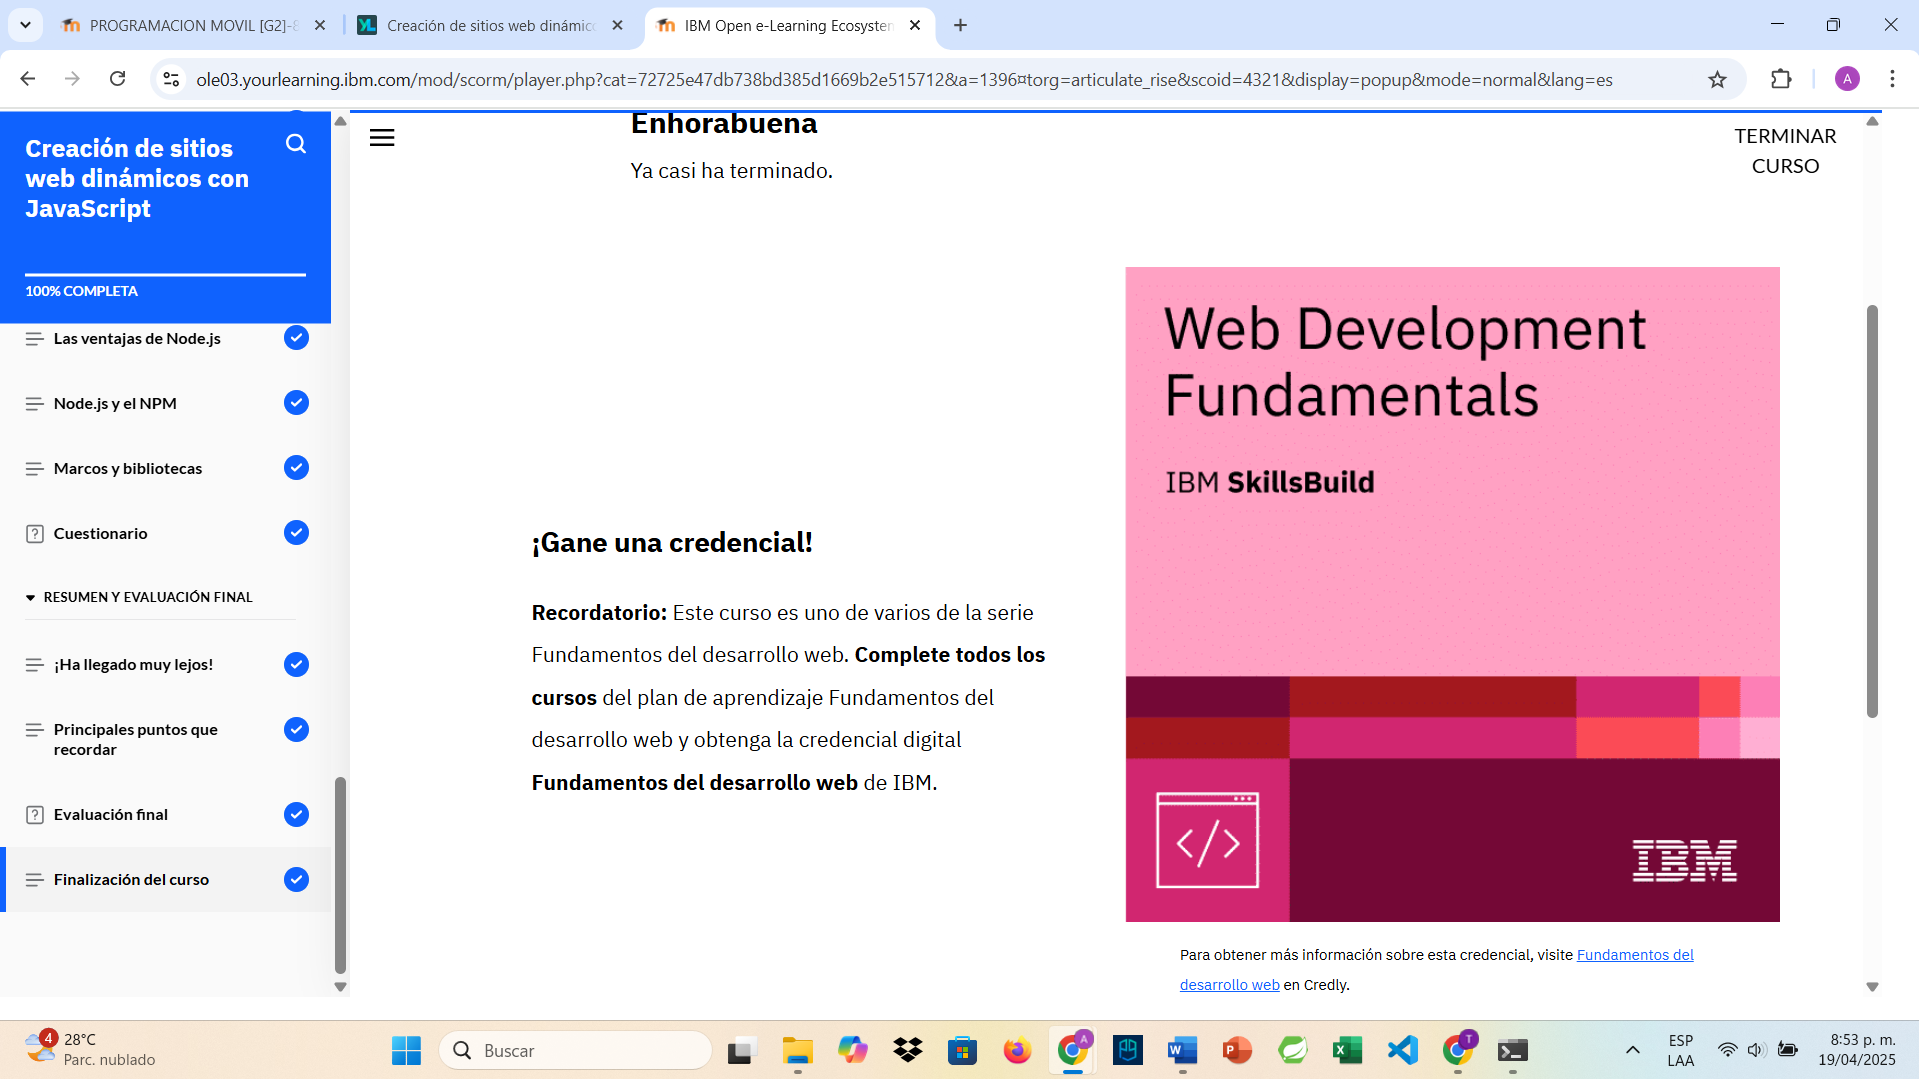 PROGRAMACION MOVIL [G2]-8
Creación de sitios web dinámico
IBM Open e-Learning Ecosystem
ole03.yourlearning.ibm.com/mod/scorm/player.php?cat=72725e47db738bd385d1669b2e515712&a=1396¤torg=articulate_rise&scoid=4321&display=popup&mode=normal&lang=es
A
Creación de sitios
web dinámicos con
JavaScript
100% COMPLETA
Las ventajas de Node.js
Node.js y el NPM
Marcos y bibliotecas
Cuestionario
RESUMEN Y EVALUACIÓN FINAL
¡Ha llegado muy lejos!
Principales puntos que
recordar
Evaluación final
Finalización del curso
Enhorabuena
Ya casi ha terminado.
TERMINAR
CURSO
¡Gane una credencial!
Recordatorio: Este curso es uno de varios de la serie
Fundamentos del desarrollo web. Complete todos los
cursos del plan de aprendizaje Fundamentos del
desarrollo web y obtenga la credencial digital
Fundamentos del desarrollo web de IBM.
Web Development
Fundamentals
IBM SkillsBuild
</>
IBM
Para obtener más información sobre esta credencial, visite Fundamentos del
desarrollo web en Credly.
4
28°C
Parc. nublado
Buscar
A
W
P
X
T
ESP
LAA
8:53 p. m.
19/04/2025